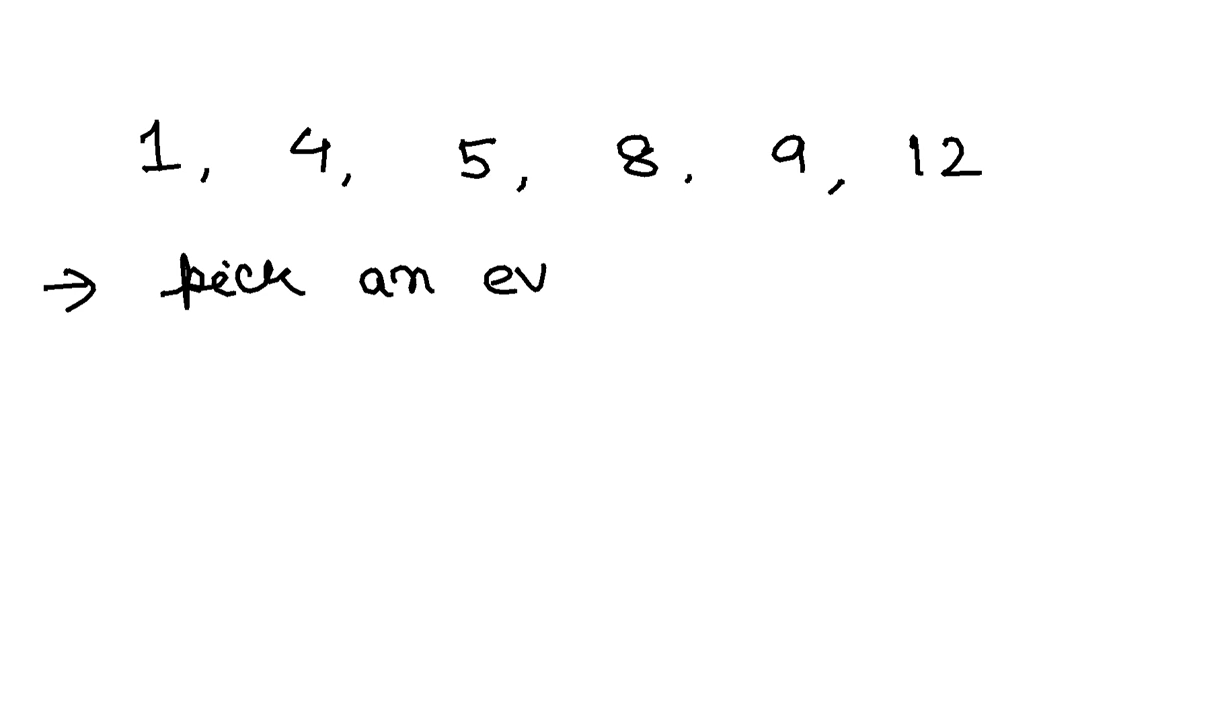 1, 4, 5, 8. 9, 12
→ pick an ev